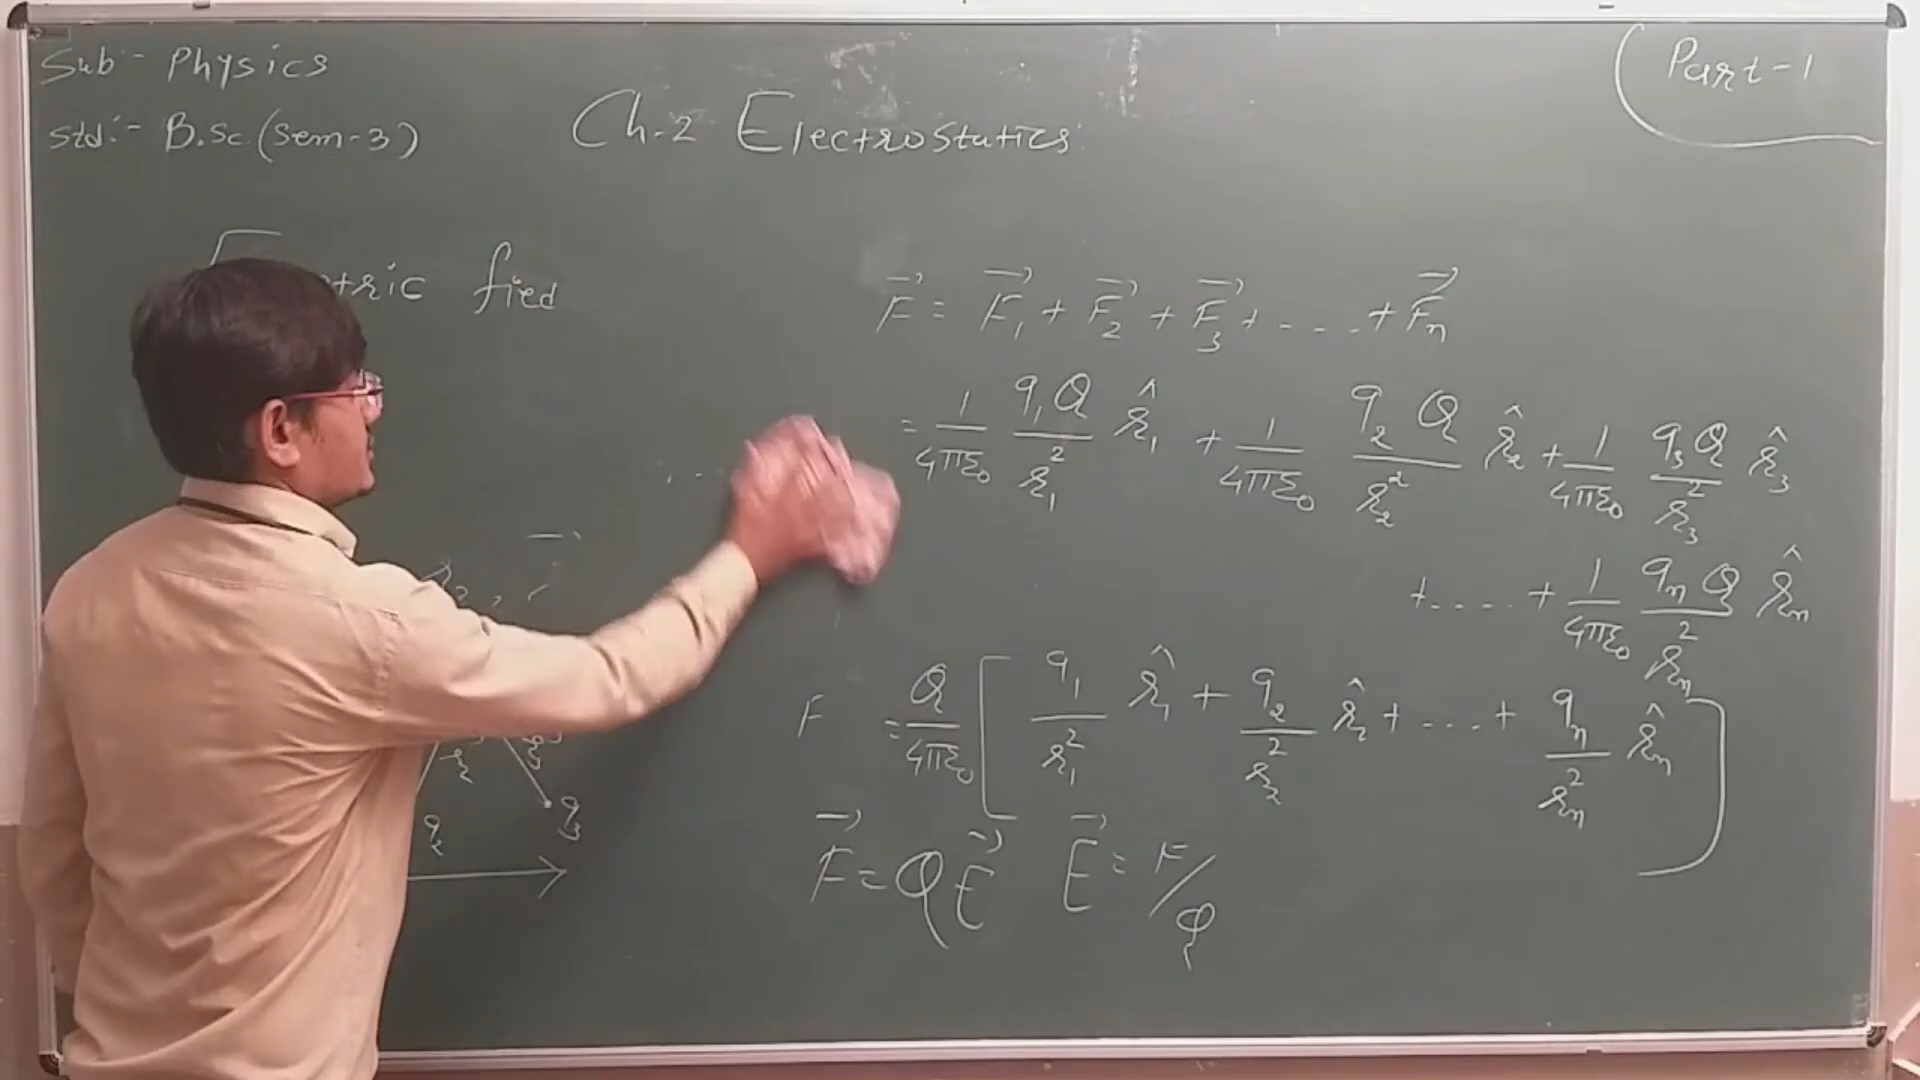 Sub:- Physics
Part-1
Std:- B.Sc. (Sem-3)
Ch-2 Electrostatics
fied
F⃗ = F⃗₁ + F⃗₂ + F⃗₃ + .... + F⃗ₙ
= 1/4πε₀ q₁Q/r₁² r̂₁ + 1/4πε₀ q₂Q/r₂² r̂₂ + 1/4πε₀ q₃Q/r₃² r̂₃
+ .... + 1/4πε₀ qₙQ/rₙ² r̂ₙ
F = Q/4πε₀ [ q₁/r₁² r̂₁ + q₂/r₂² r̂₂ + ... + qₙ/rₙ² r̂ₙ ]
q₂ q₃
F⃗ = QE⃗ E⃗ = F/Q